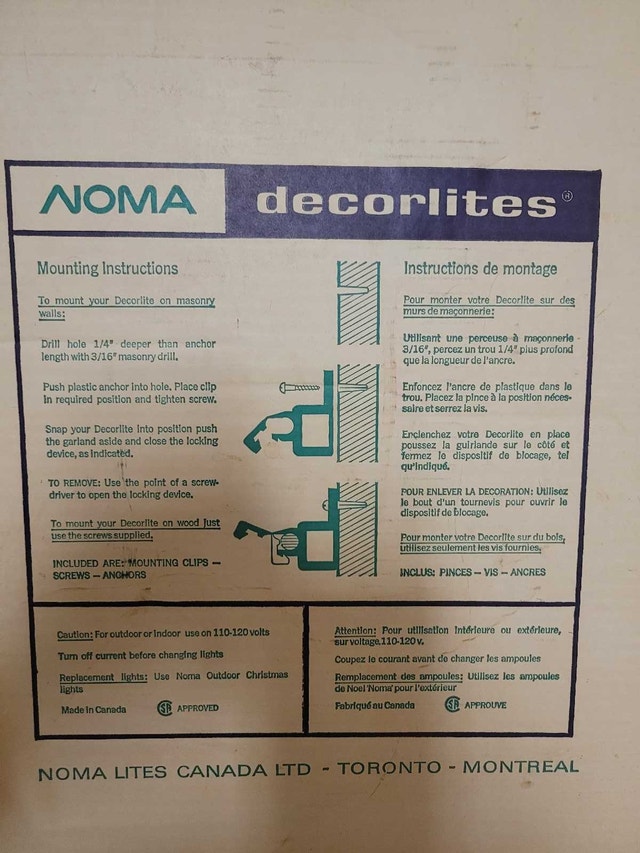 NOMA decorlites®
Mounting Instructions
To mount your Decorlite on masonry
walls:
Drill hole 1/4" deeper than anchor
length with 3/16" masonry drill.
Push plastic anchor into hole. Place clip
in required position and tighten screw.
Snap your Decorlite into position push
the garland aside and close the locking
device, as indicated.
TO REMOVE: Use the point of a screw-
driver to open the locking device.
To mount your Decorlite on wood just
use the screws supplied.
INCLUDED ARE: MOUNTING CLIPS –
SCREWS – ANCHORS
Instructions de montage
Pour monter votre Decorlite sur des
murs de maçonnerie:
Utilisant une perceuse à maçonnerie
3/16", percez un trou 1/4" plus profond
que la longueur de l'ancre.
Enfoncez l'ancre de plastique dans le
trou. Placez la pince à la position néces-
saire et serrez la vis.
Enclenchez votre Decorlite en place
poussez la guirlande sur le côté et
fermez le dispositif de blocage, tel
qu'indiqué.
POUR ENLEVER LA DECORATION: Utilisez
le bout d'un tournevis pour ouvrir le
dispositif de blocage.
Pour monter votre Decorlite sur du bois,
utilisez seulement les vis fournies.
INCLUS: PINCES – VIS – ANCRES
Caution: For outdoor or indoor use on 110-120 volts
Turn off current before changing lights
Replacement lights: Use Noma Outdoor Christmas
lights
Made in Canada SA APPROVED
Attention: Pour utilisation intérieure ou extérieure,
sur voltage 110-120 v.
Coupez le courant avant de changer les ampoules
Remplacement des ampoules: Utilisez les ampoules
de Noel 'Noma' pour l'extérieur
Fabriqué au Canada SA APPROUVE
NOMA LITES CANADA LTD - TORONTO - MONTREAL